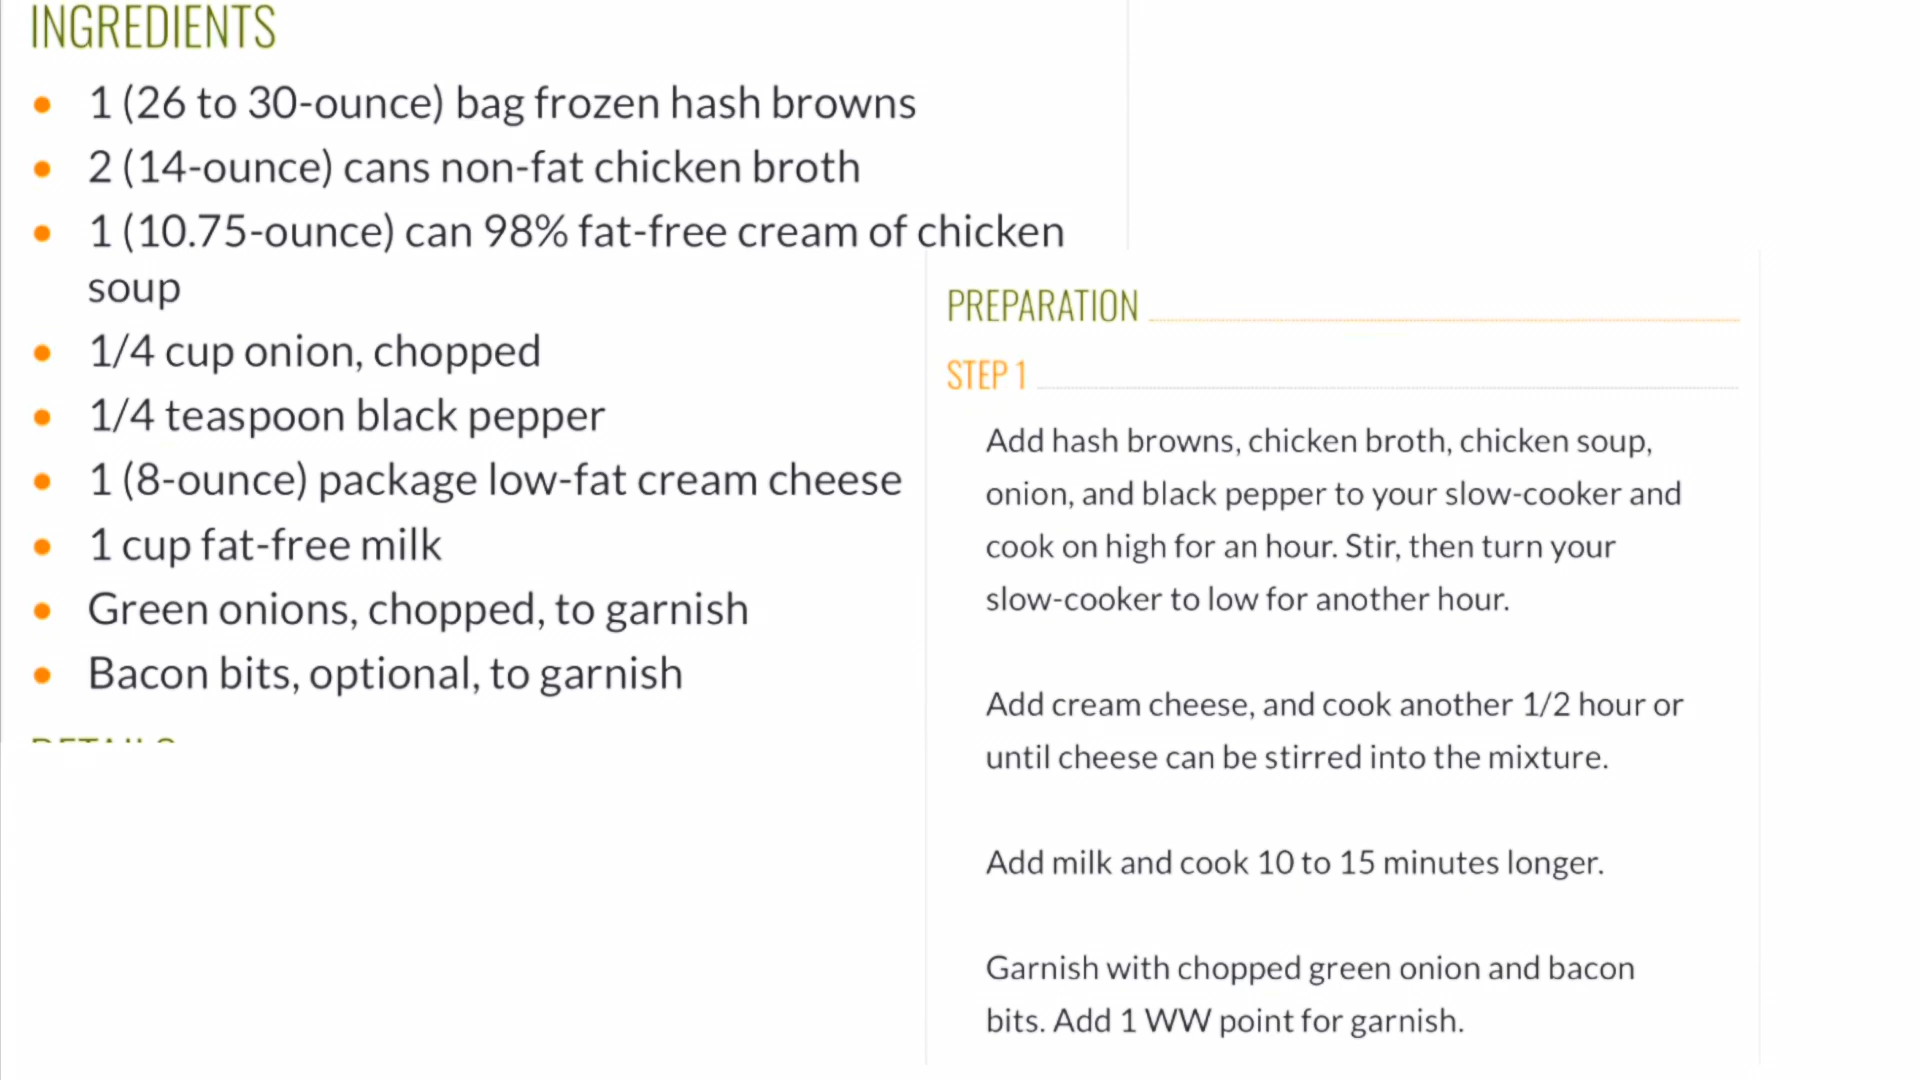 INGREDIENTS
1 (26 to 30-ounce) bag frozen hash browns
2 (14-ounce) cans non-fat chicken broth
1 (10.75-ounce) can 98% fat-free cream of chicken
soup
1/4 cup onion, chopped
1/4 teaspoon black pepper
1 (8-ounce) package low-fat cream cheese
1 cup fat-free milk
Green onions, chopped, to garnish
Bacon bits, optional, to garnish
PREPARATION
STEP 1
Add hash browns, chicken broth, chicken soup,
onion, and black pepper to your slow-cooker and
cook on high for an hour. Stir, then turn your
slow-cooker to low for another hour.
Add cream cheese, and cook another 1/2 hour or
until cheese can be stirred into the mixture.
Add milk and cook 10 to 15 minutes longer.
Garnish with chopped green onion and bacon
bits. Add 1 WW point for garnish.